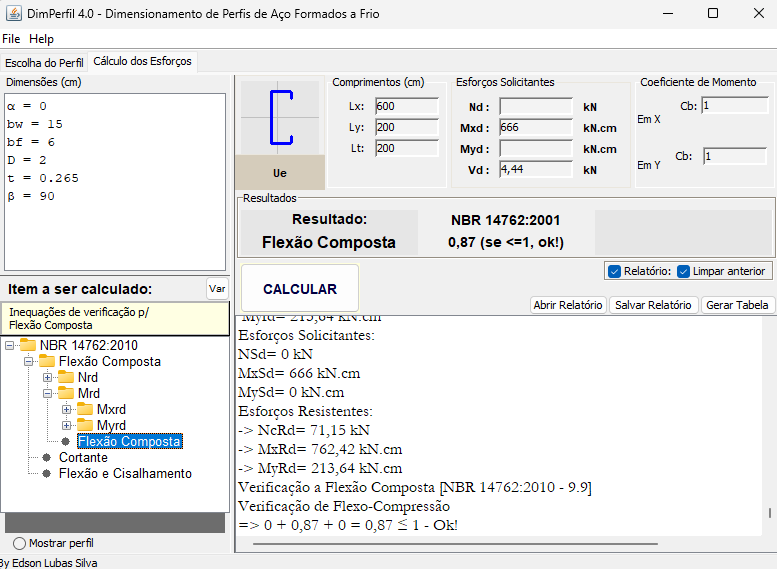 DimPerfil 4.0 - Dimensionamento de Perfis de Aço Formados a Frio
File Help
Escolha do Perfil Cálculo dos Esforços
Dimensões (cm)
α = 0
bw = 15
bf = 6
D = 2
t = 0.265
β = 90
Ue
Comprimentos (cm)
Lx: 600
Ly: 200
Lt: 200
Esforços Solicitantes
Nd : kN
Mxd : 666 kN.cm
Myd : kN.cm
Vd : 4,44 kN
Coeficiente de Momento
Em X Cb: 1
Em Y Cb: 1
Resultados
Resultado: NBR 14762:2001
Flexão Composta 0,87 (se <=1, ok!)
Item a ser calculado: Var
Inequações de verificação p/
Flexão Composta
NBR 14762:2010
Flexão Composta
Nrd
Mrd
Mxrd
Myrd
Flexão Composta
Cortante
Flexão e Cisalhamento
Mostrar perfil
CALCULAR
Relatório: Limpar anterior
Abrir Relatório Salvar Relatório Gerar Tabela
MyRd= 213,64 kN.cm
Esforços Solicitantes:
NSd= 0 kN
MxSd= 666 kN.cm
MySd= 0 kN.cm
Esforços Resistentes:
-> NcRd= 71,15 kN
-> MxRd= 762,42 kN.cm
-> MyRd= 213,64 kN.cm
Verificação a Flexão Composta [NBR 14762:2010 - 9.9]
Verificação de Flexo-Compressão
=> 0 + 0,87 + 0 = 0,87 ≤ 1 - Ok!
By Edson Lubas Silva